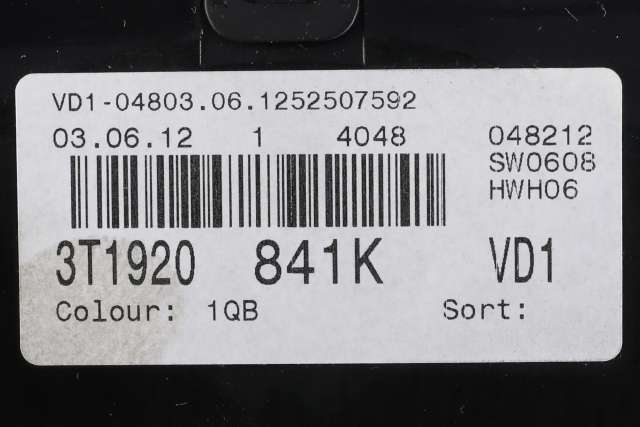 VD1-04803.06.1252507592
03.06.12 1 4048 048212
SW0608
HWH06
3T1920 841K VD1
Colour: 1QB Sort: